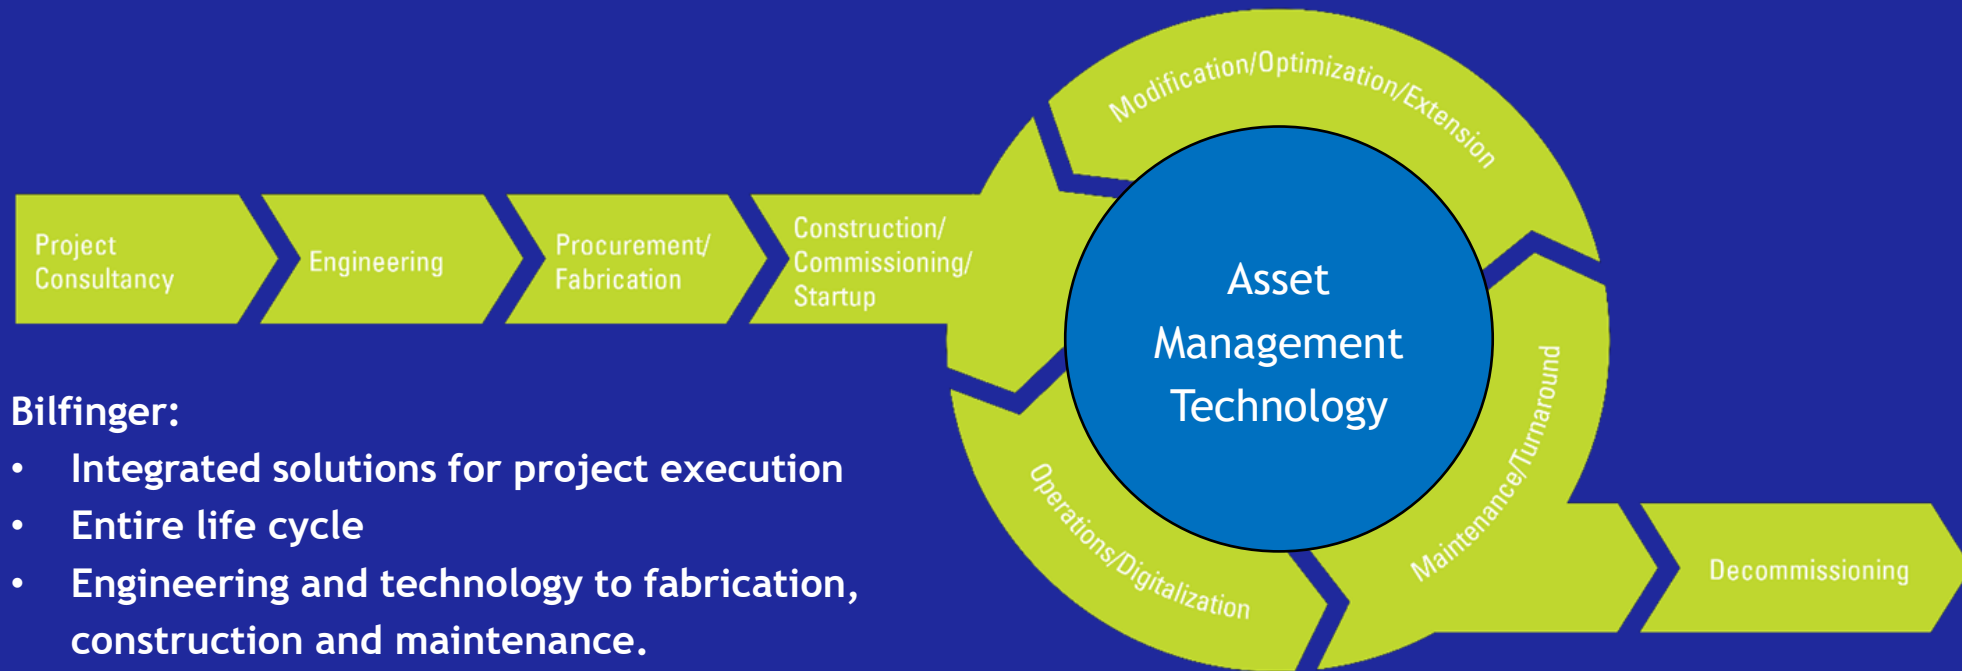 Project
Consultancy
Engineering
Procurement/
Fabrication
Construction/
Commissioning/
Startup
Modification/Optimization/Extension
Asset
Management
Technology
Maintenance/Turnaround
Operations/Digitalization
Decommissioning
Bilfinger:
• Integrated solutions for project execution
• Entire life cycle
• Engineering and technology to fabrication,
construction and maintenance.